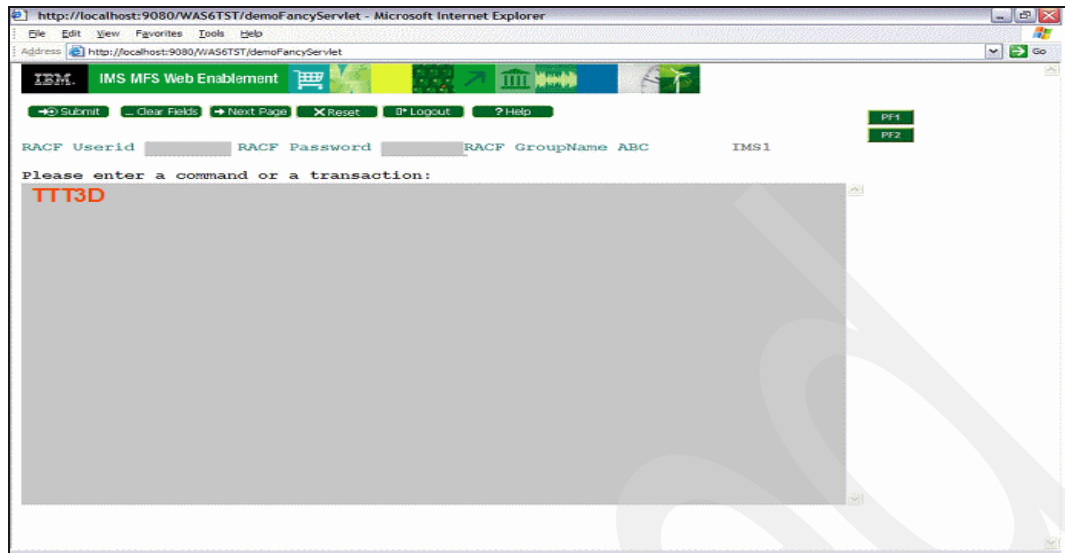 http://localhost:9080/WAS6TST/demoFancyServlet - Microsoft Internet Explorer
File Edit View Favorites Tools Help
Address http://localhost:9080/WAS6TST/demoFancyServlet Go
IBM. IMS MFS Web Enablement
Submit Clear Fields Next Page Reset Logout ? Help
PF1
PF2
RACF Userid RACF Password RACF GroupName ABC IMS1
Please enter a command or a transaction:
TTT3D